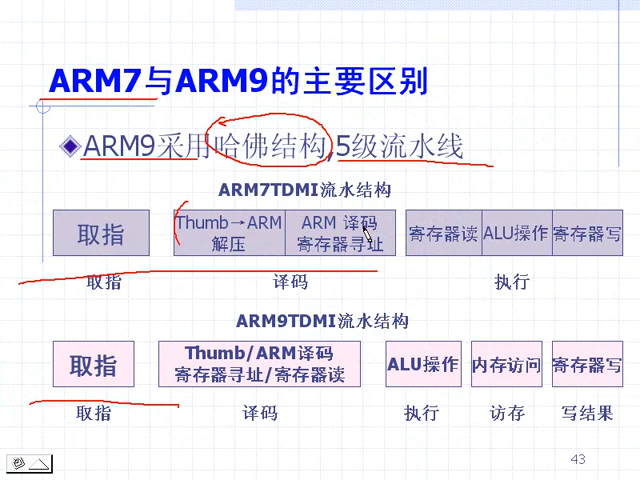 ARM7与ARM9的主要区别
ARM9采用哈佛结构,5级流水线
ARM7TDMI流水结构
取指
Thumb→ARM
解压
ARM 译码
寄存器寻址
寄存器读
ALU操作
寄存器写
取指
译码
执行
ARM9TDMI流水结构
取指
Thumb/ARM译码
寄存器寻址/寄存器读
ALU操作
内存访问
寄存器写
取指
译码
执行
访存
写结果
43